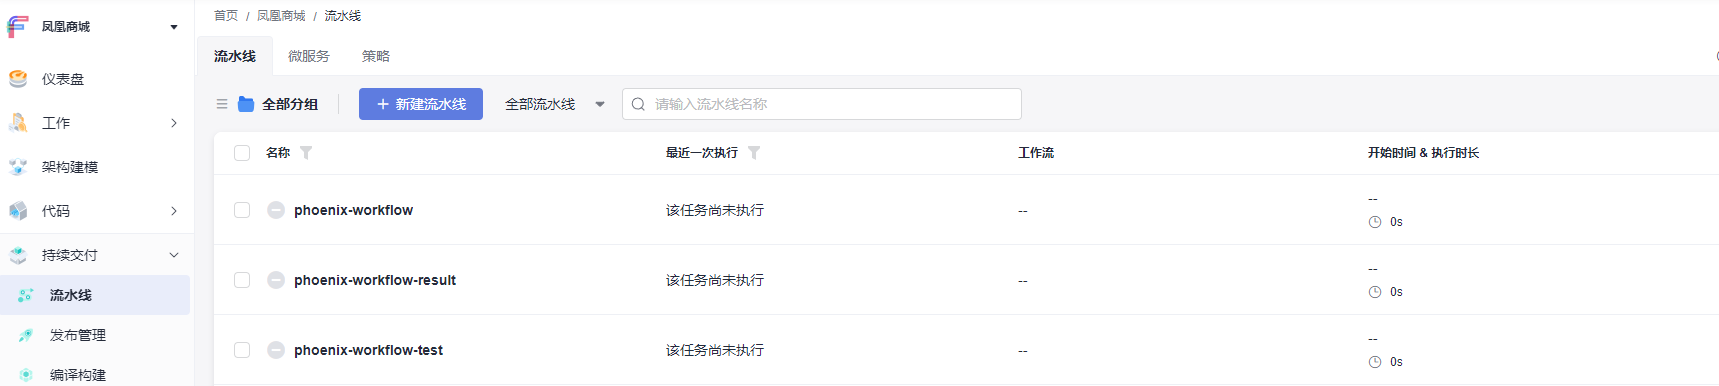 凤凰商城
仪表盘
工作
架构建模
代码
持续交付
流水线
发布管理
编译构建
首页 / 凤凰商城 / 流水线
流水线 微服务 策略
全部分组 + 新建流水线 全部流水线 请输入流水线名称
名称 最近一次执行 工作流 开始时间 & 执行时长
phoenix-workflow 该任务尚未执行 -- --
0s
phoenix-workflow-result 该任务尚未执行 -- --
0s
phoenix-workflow-test 该任务尚未执行 -- --
0s